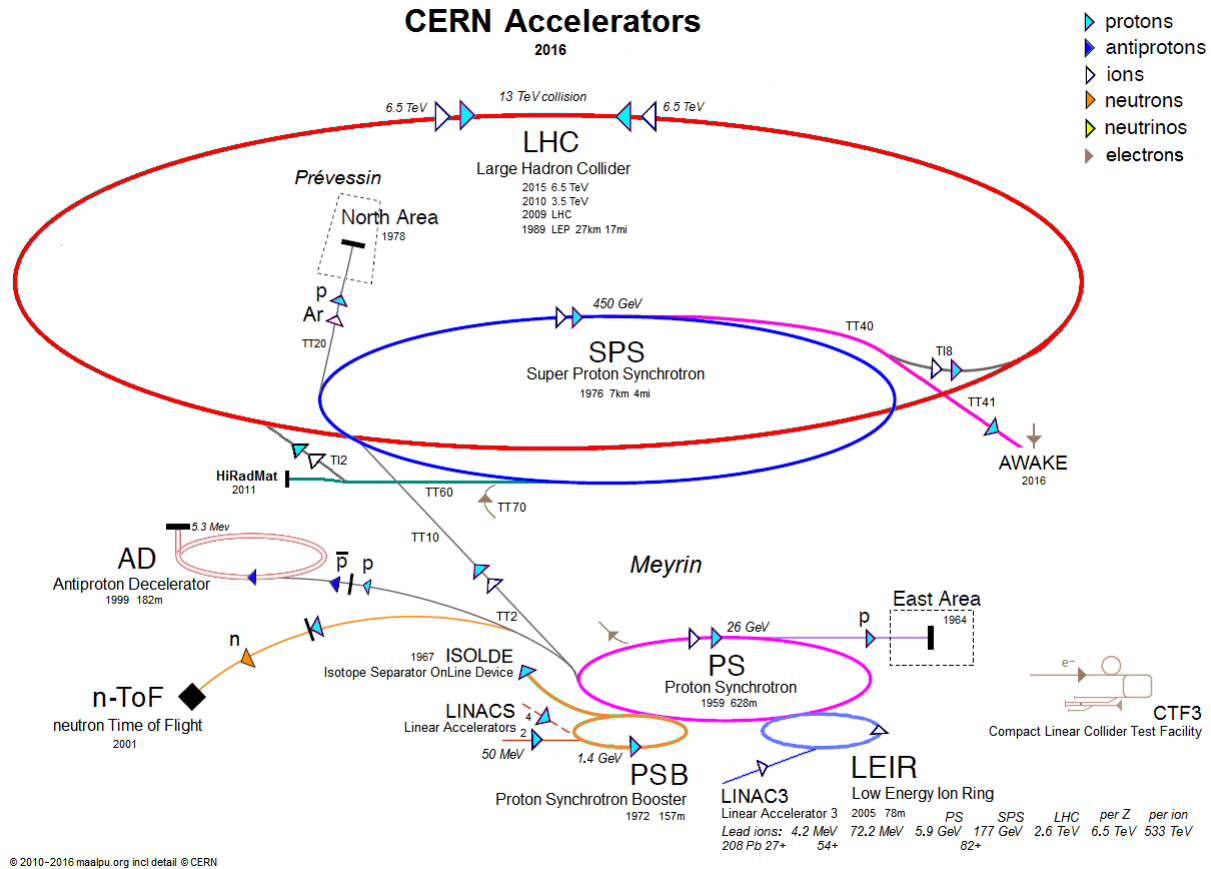 CERN Accelerators
2016
protons
antiprotons
ions
neutrons
neutrinos
electrons
6.5 TeV
13 TeV collision
6.5 TeV
LHC
Large Hadron Collider
2015 6.5 TeV
2010 3.5 TeV
2009 LHC
1989 LEP 27km 17mi
Prévessin
North Area
1978
p
Ar
TT20
450 GeV
SPS
Super Proton Synchrotron
1976 7km 4mi
TT40
TI8
TT41
AWAKE
2016
TI2
HiRadMat
2011
TT60
TT70
TT10
5.3 Mev
AD
Antiproton Decelerator
1999 182m
p̅ p
TT2
Meyrin
n
n-ToF
neutron Time of Flight
2001
1967 ISOLDE
Isotope Separator OnLine Device
LINACS
Linear Accelerators
4
2
50 MeV
1.4 GeV
PSB
Proton Synchrotron Booster
1972 157m
26 GeV
PS
Proton Synchrotron
1959 628m
p
East Area
1964
e−
CTF3
Compact Linear Collider Test Facility
LEIR
Low Energy Ion Ring
2005 78m
LINAC3
Linear Accelerator 3
PS SPS LHC per Z per ion
Lead ions: 4.2 MeV 72.2 MeV 5.9 GeV 177 GeV 2.6 TeV 6.5 TeV 533 TeV
208 Pb 27+ 54+ 82+
© 2010-2016 maalpu.org incl detail © CERN